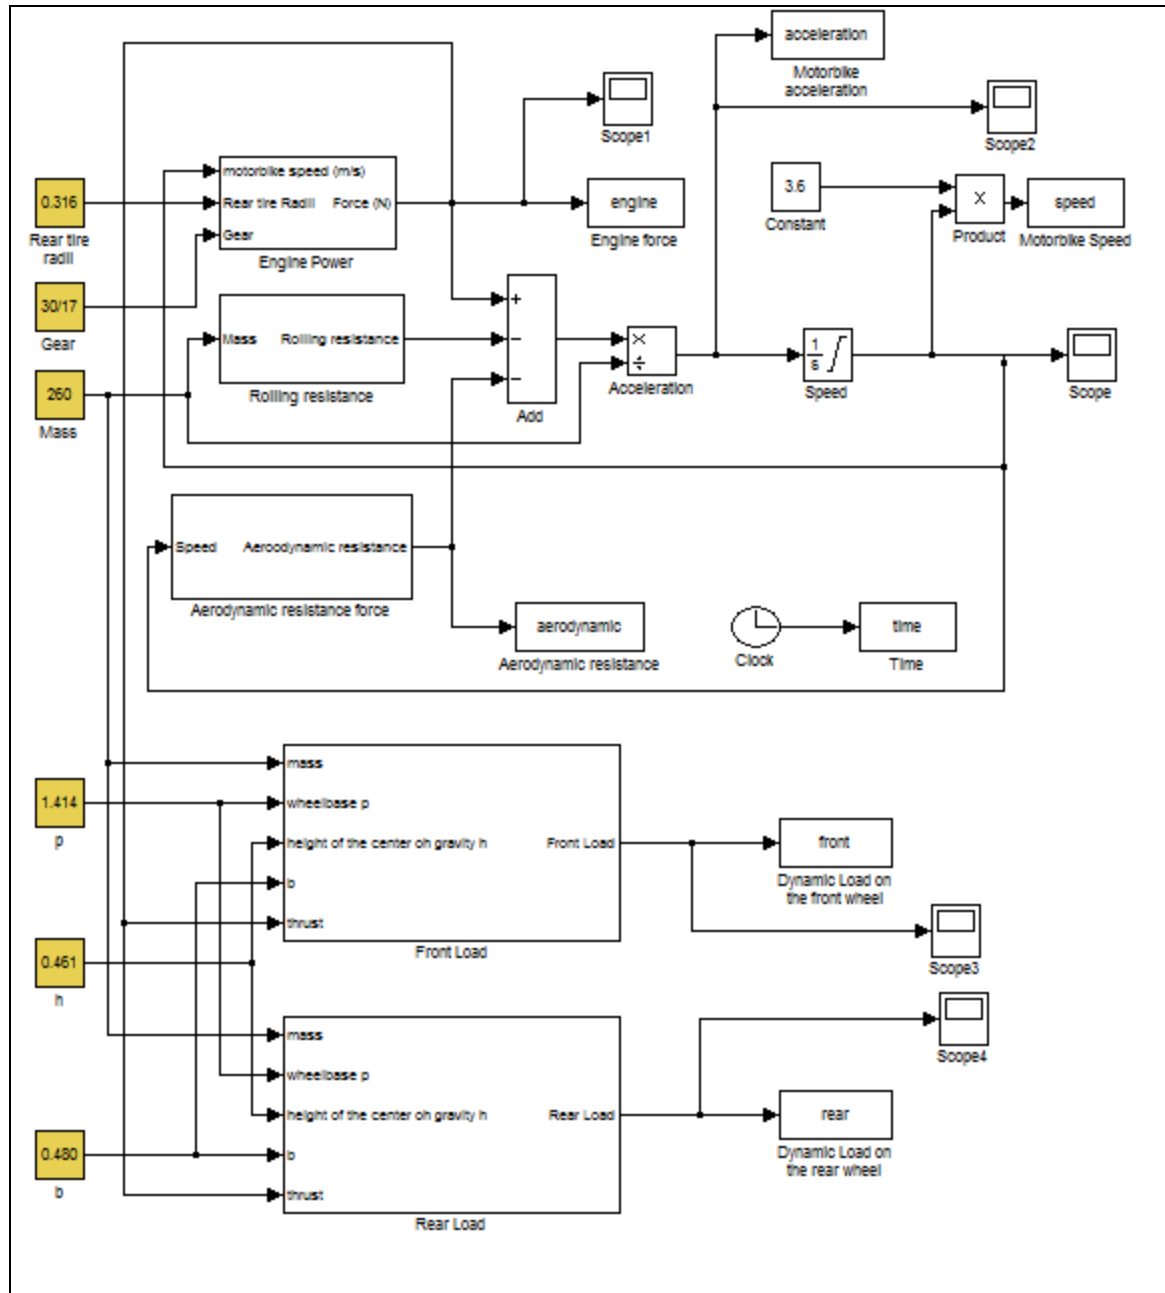 acceleration
Motorbike
acceleration
Scope1
Scope2
motorbike speed (m/s)
0.316
Rear tire Radii
Force (N)
Gear
Engine Power
Rear tire
radii
engine
Engine force
3.6
Constant
×
Product
speed
Motorbike Speed
30/17
Gear
Mass
Rolling resistance
Rolling resistance
+
−
−
Add
×
÷
Acceleration
1
s
Speed
Scope
260
Mass
Speed
Aeroodynamic resistance
Aerodynamic resistance force
aerodynamic
Aerodynamic resistance
Clock
time
Time
mass
1.414
p
wheelbase p
height of the center oh gravity h
Front Load
b
thrust
Front Load
front
Dynamic Load on
the front wheel
Scope3
0.461
h
Scope4
mass
wheelbase p
height of the center oh gravity h
Rear Load
b
thrust
Rear Load
rear
Dynamic Load on
the rear wheel
0.480
b